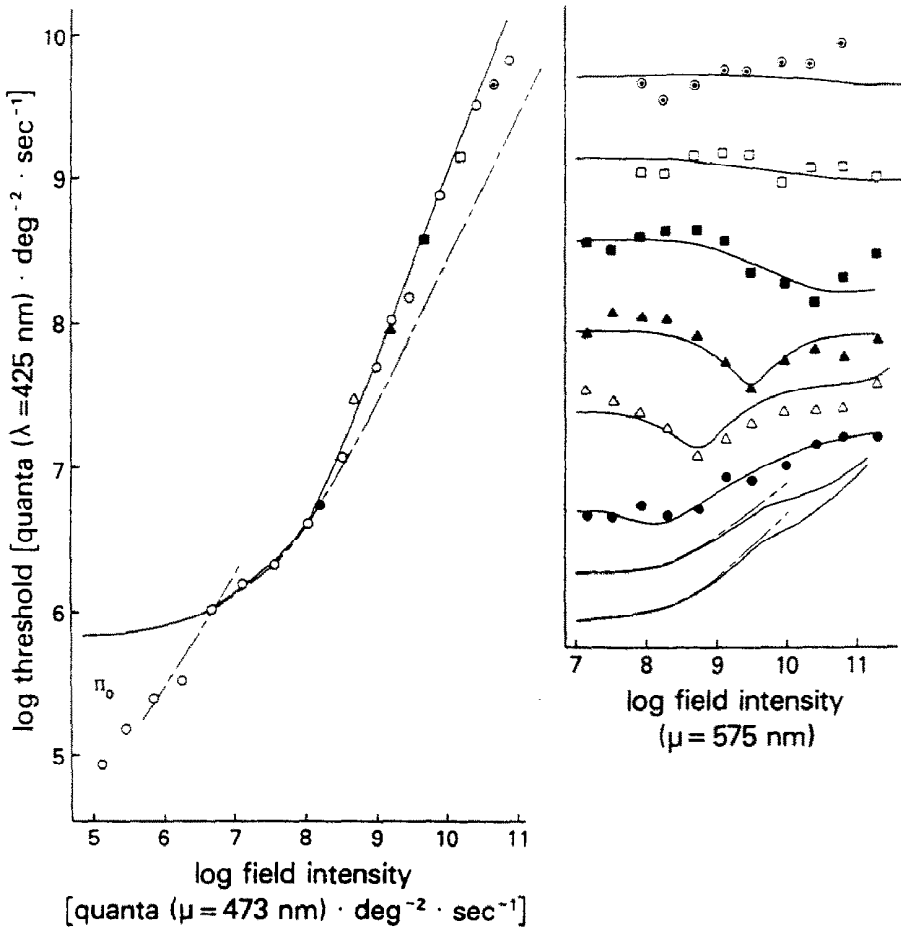 log threshold [quanta (λ = 425 nm) · deg⁻² · sec⁻¹]
10
9
8
7
6
5
Π₀
5 6 7 8 9 10 11
log field intensity
[quanta (μ = 473 nm) · deg⁻² · sec⁻¹]
7 8 9 10 11
log field intensity
(μ = 575 nm)